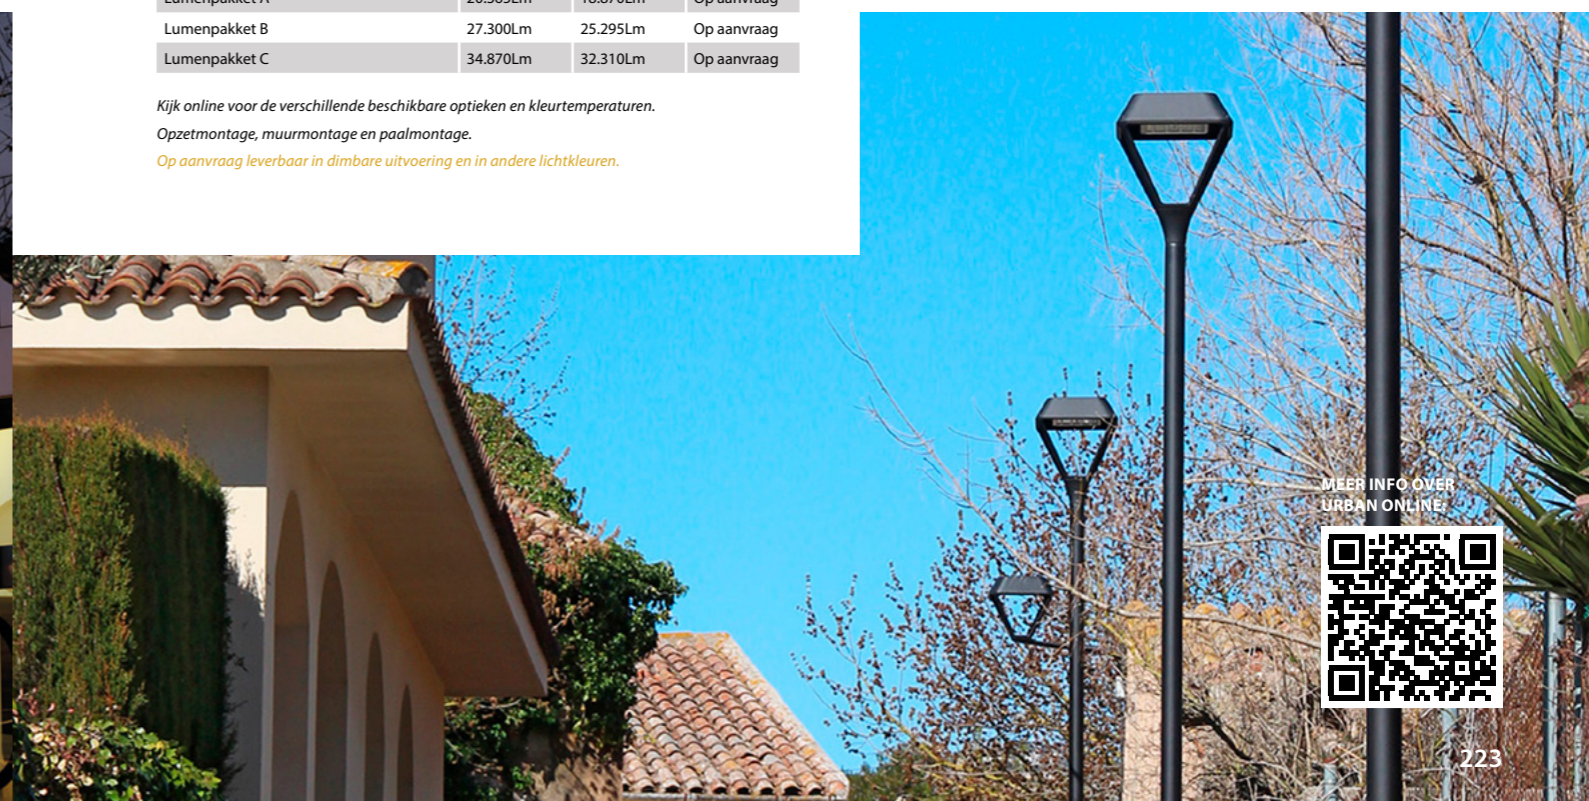 Lumenpakket B 27.300Lm 25.295Lm Op aanvraag
Lumenpakket C 34.870Lm 32.310Lm Op aanvraag
Kijk online voor de verschillende beschikbare optieken en kleurtemperaturen.
Opzetmontage, muurmontage en paalmontage.
Op aanvraag leverbaar in dimbare uitvoering en in andere lichtkleuren.
MEER INFO OVER
URBAN ONLINE:
223